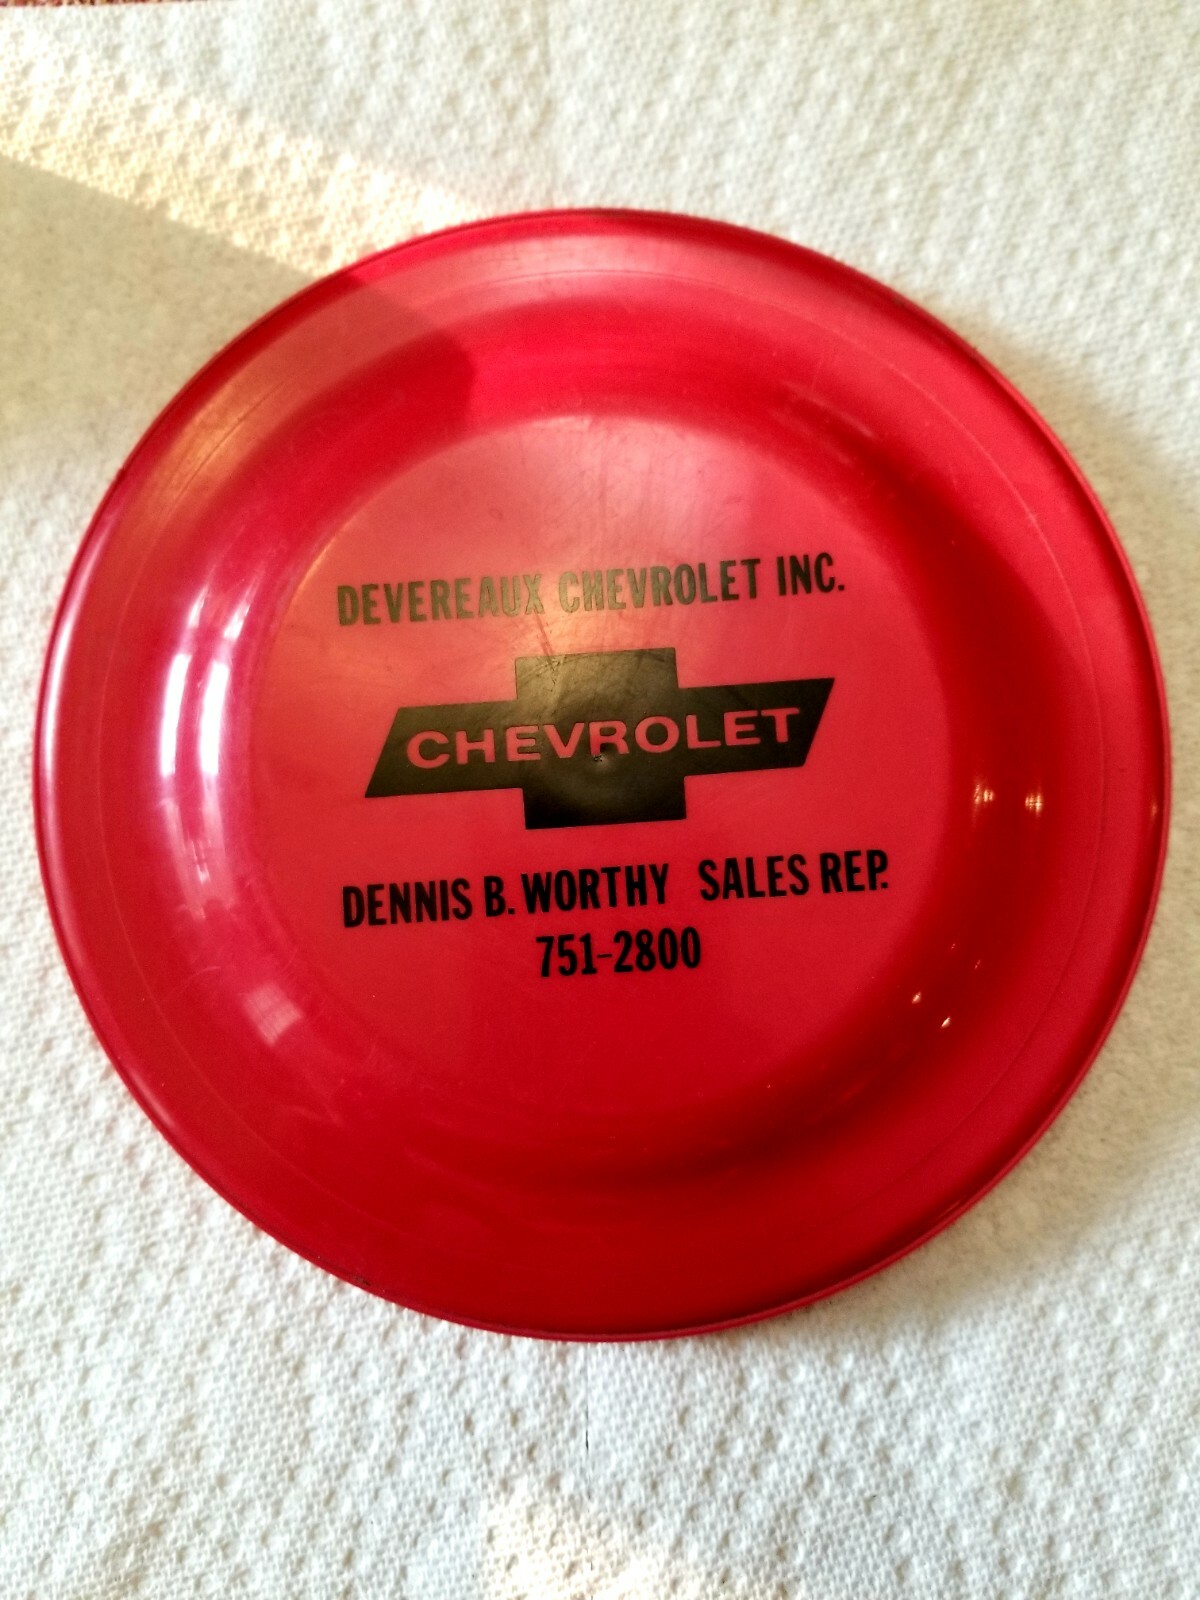 DEVEREAUX CHEVROLET INC.
CHEVROLET
DENNIS B. WORTHY SALES REP.
751-2800